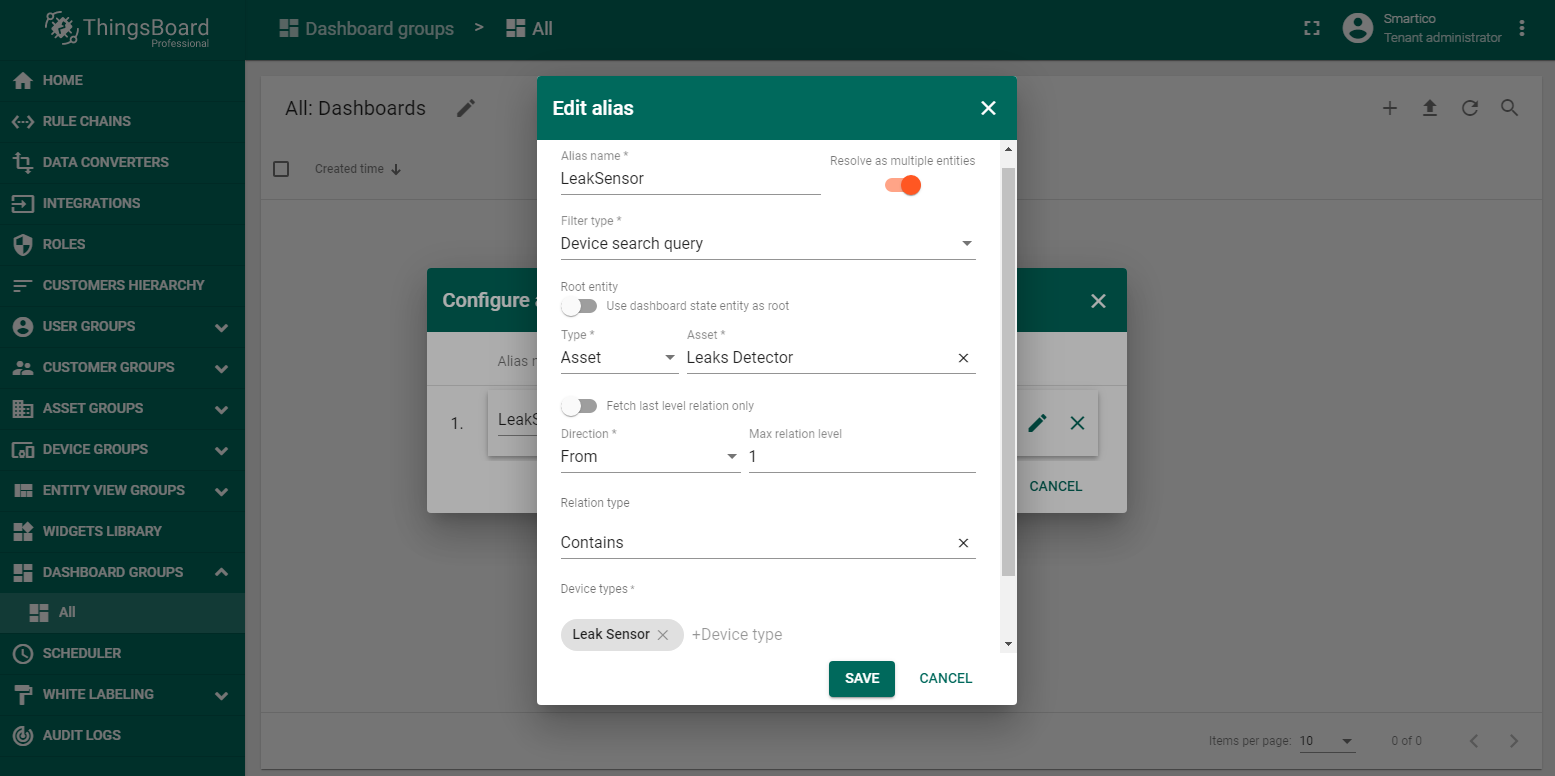 ThingsBoard
Professional
Dashboard groups > All
Smartico
Tenant administrator
HOME
RULE CHAINS
DATA CONVERTERS
INTEGRATIONS
ROLES
CUSTOMERS HIERARCHY
USER GROUPS
CUSTOMER GROUPS
ASSET GROUPS
DEVICE GROUPS
ENTITY VIEW GROUPS
WIDGETS LIBRARY
DASHBOARD GROUPS
All
SCHEDULER
WHITE LABELING
AUDIT LOGS
All: Dashboards
Created time
Configure a
Alias n
1. LeakS
CANCEL
Edit alias
Alias name *
LeakSensor
Resolve as multiple entities
Filter type *
Device search query
Root entity
Use dashboard state entity as root
Type * Asset *
Asset Leaks Detector
Fetch last level relation only
Direction * Max relation level
From 1
Relation type
Contains
Device types *
Leak Sensor +Device type
SAVE CANCEL
Items per page: 10 0 of 0